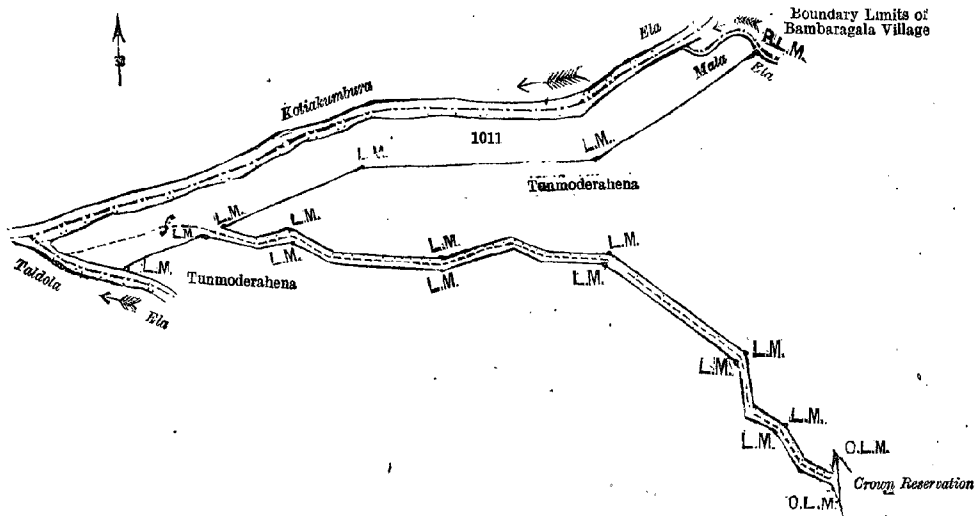 Boundary Limits of
Bambaragala Village
Ela
P.L.M.
Mala
Ela
Kotiakumbura
1011
L.M.
L.M.
Tunmoderahena
L.M.
L.M.
L.M.
L.M.
L.M.
L.M.
L.M.
L.M.
L.M.
Tunmoderahena
L.M.
Taldola
Ela
L.M.
L.M.
L.M.
L.M.
O.L.M.
Crown Reservation
O.L.M.